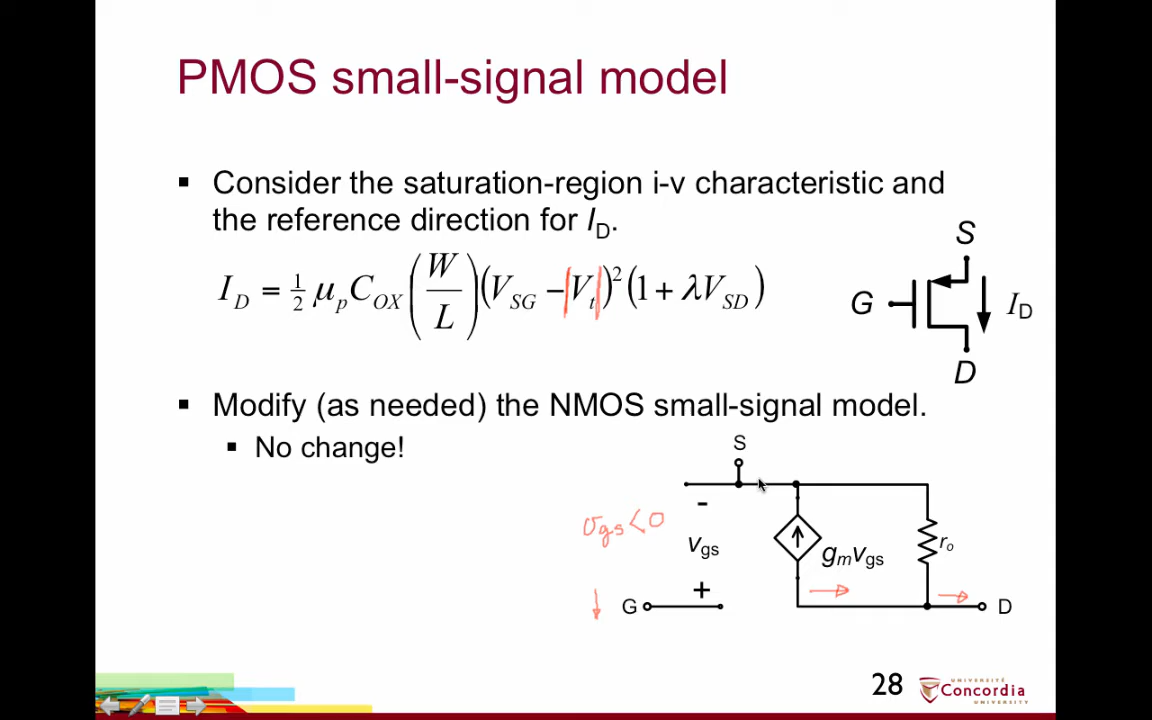 PMOS small-signal model
Consider the saturation-region i-v characteristic and
the reference direction for I_D.
I_D = ½ μ_p C_OX (W/L) (V_SG − |V_t|)² (1 + λV_SD)
S
G
I_D
D
Modify (as needed) the NMOS small-signal model.
No change!
S
-
v_gs < 0
v_gs
g_m v_gs
r_o
+
G
D
28
UNIVERSITÉ
Concordia
UNIVERSITY